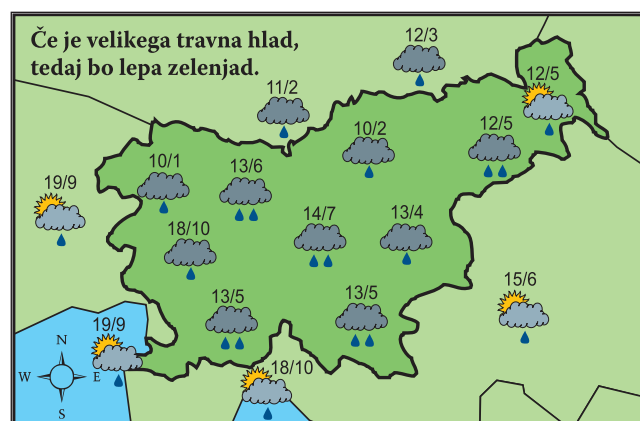 Če je velikega travna hlad,
tedaj bo lepa zelenjad.
12/3
12/5
11/2
10/2
12/5
10/1
13/6
19/9
18/10
14/7
13/4
15/6
13/5
13/5
19/9
18/10
N
W
E
S